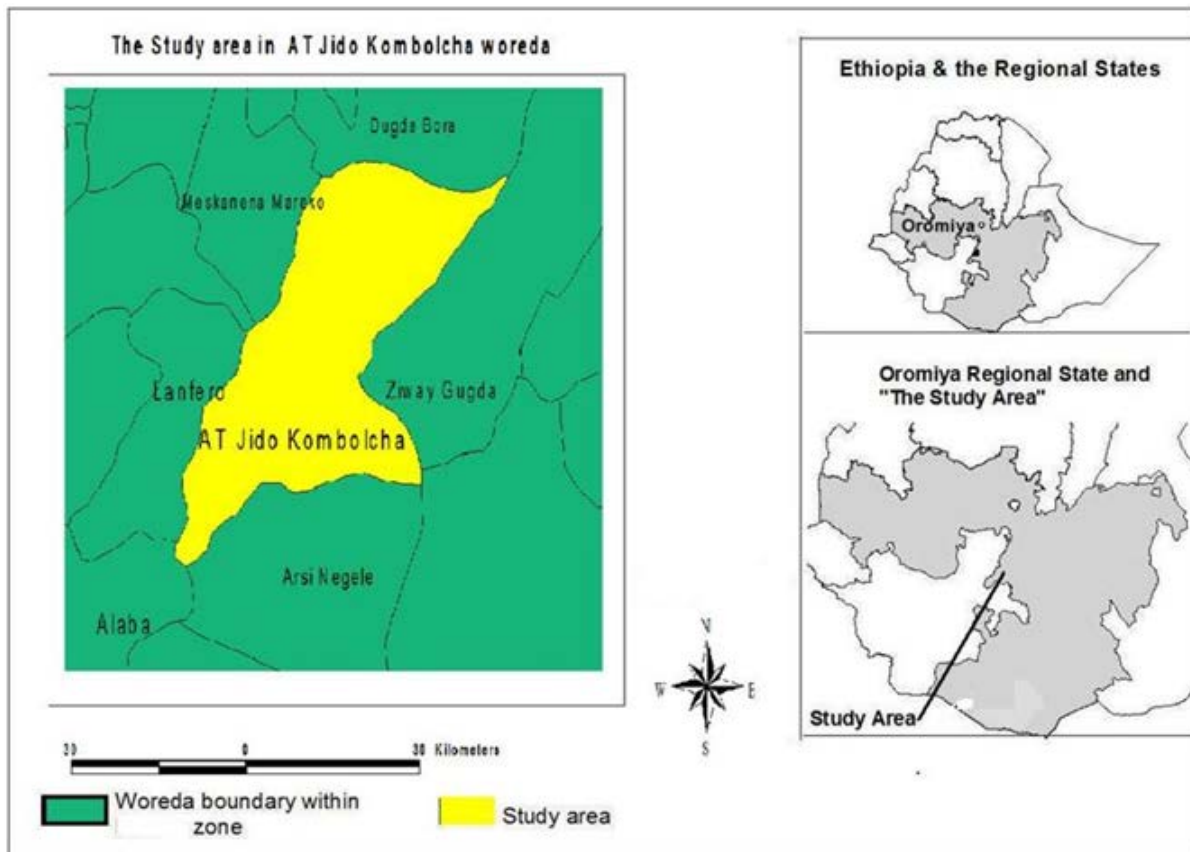 The Study area in AT Jido Kombolcha woreda
Dugda Bora
Meskanena Mareko
Lanfero
Ziway Gugda
AT Jido Kombolcha
Arsi Negele
Alaba
N
W E
S
0
30 Kilometers
Woreda boundary within
zone
Study area
Ethiopia & the Regional States
Oromiya
Oromiya Regional State and
"The Study Area"
Study Area